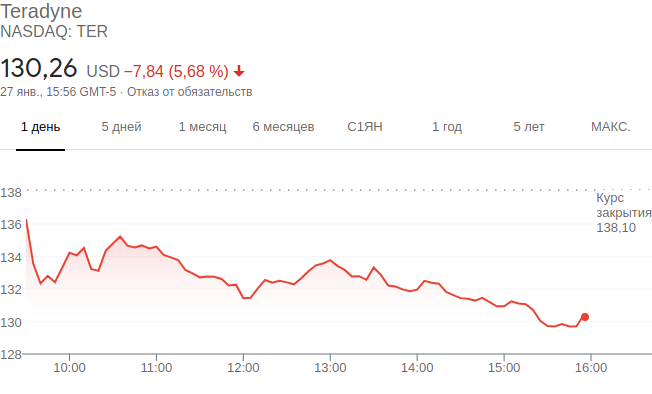 Teradyne
NASDAQ: TER
130,26 USD −7,84 (5,68 %)
27 янв., 15:56 GMT-5 · Отказ от обязательств
1 день 5 дней 1 месяц 6 месяцев С1ЯН 1 год 5 лет МАКС.
138
Курс
закрытия
138,10
136
134
132
130
128
10:00 11:00 12:00 13:00 14:00 15:00 16:00